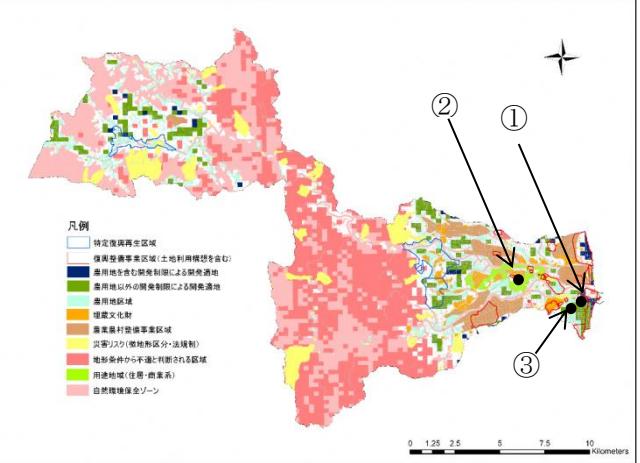 ②
①
③
凡例
特定復興再生区域
復興整備事業区域(土地利用構想を含む)
農用地を含む開発制限による開発適地
農用地以外の開発制限による開発適地
農用地区域
埋蔵文化財
農業農村整備事業区域
災害リスク(微地形区分・法規制)
地形条件から不適と判断される区域
用途地域(住居・商業系)
自然環境保全ゾーン
0 1.25 2.5 5 7.5 10
Kilometers